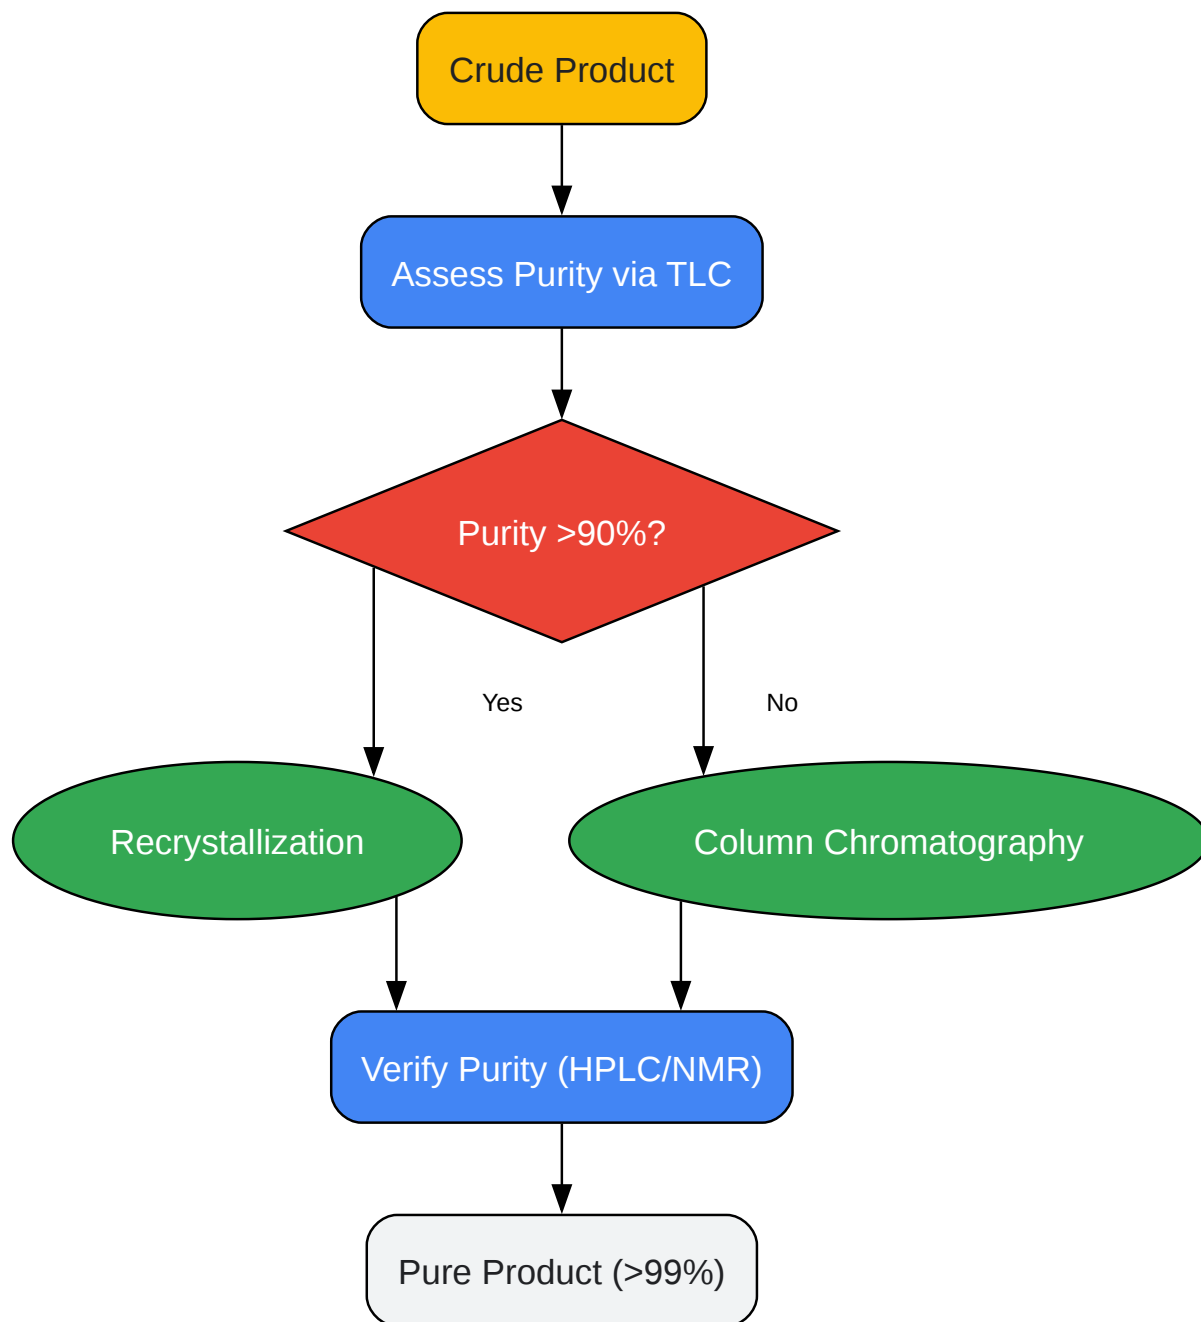 Crude Product
Assess Purity via TLC
Purity >90%?
Yes
No
Recrystallization
Column Chromatography
Verify Purity (HPLC/NMR)
Pure Product (>99%)